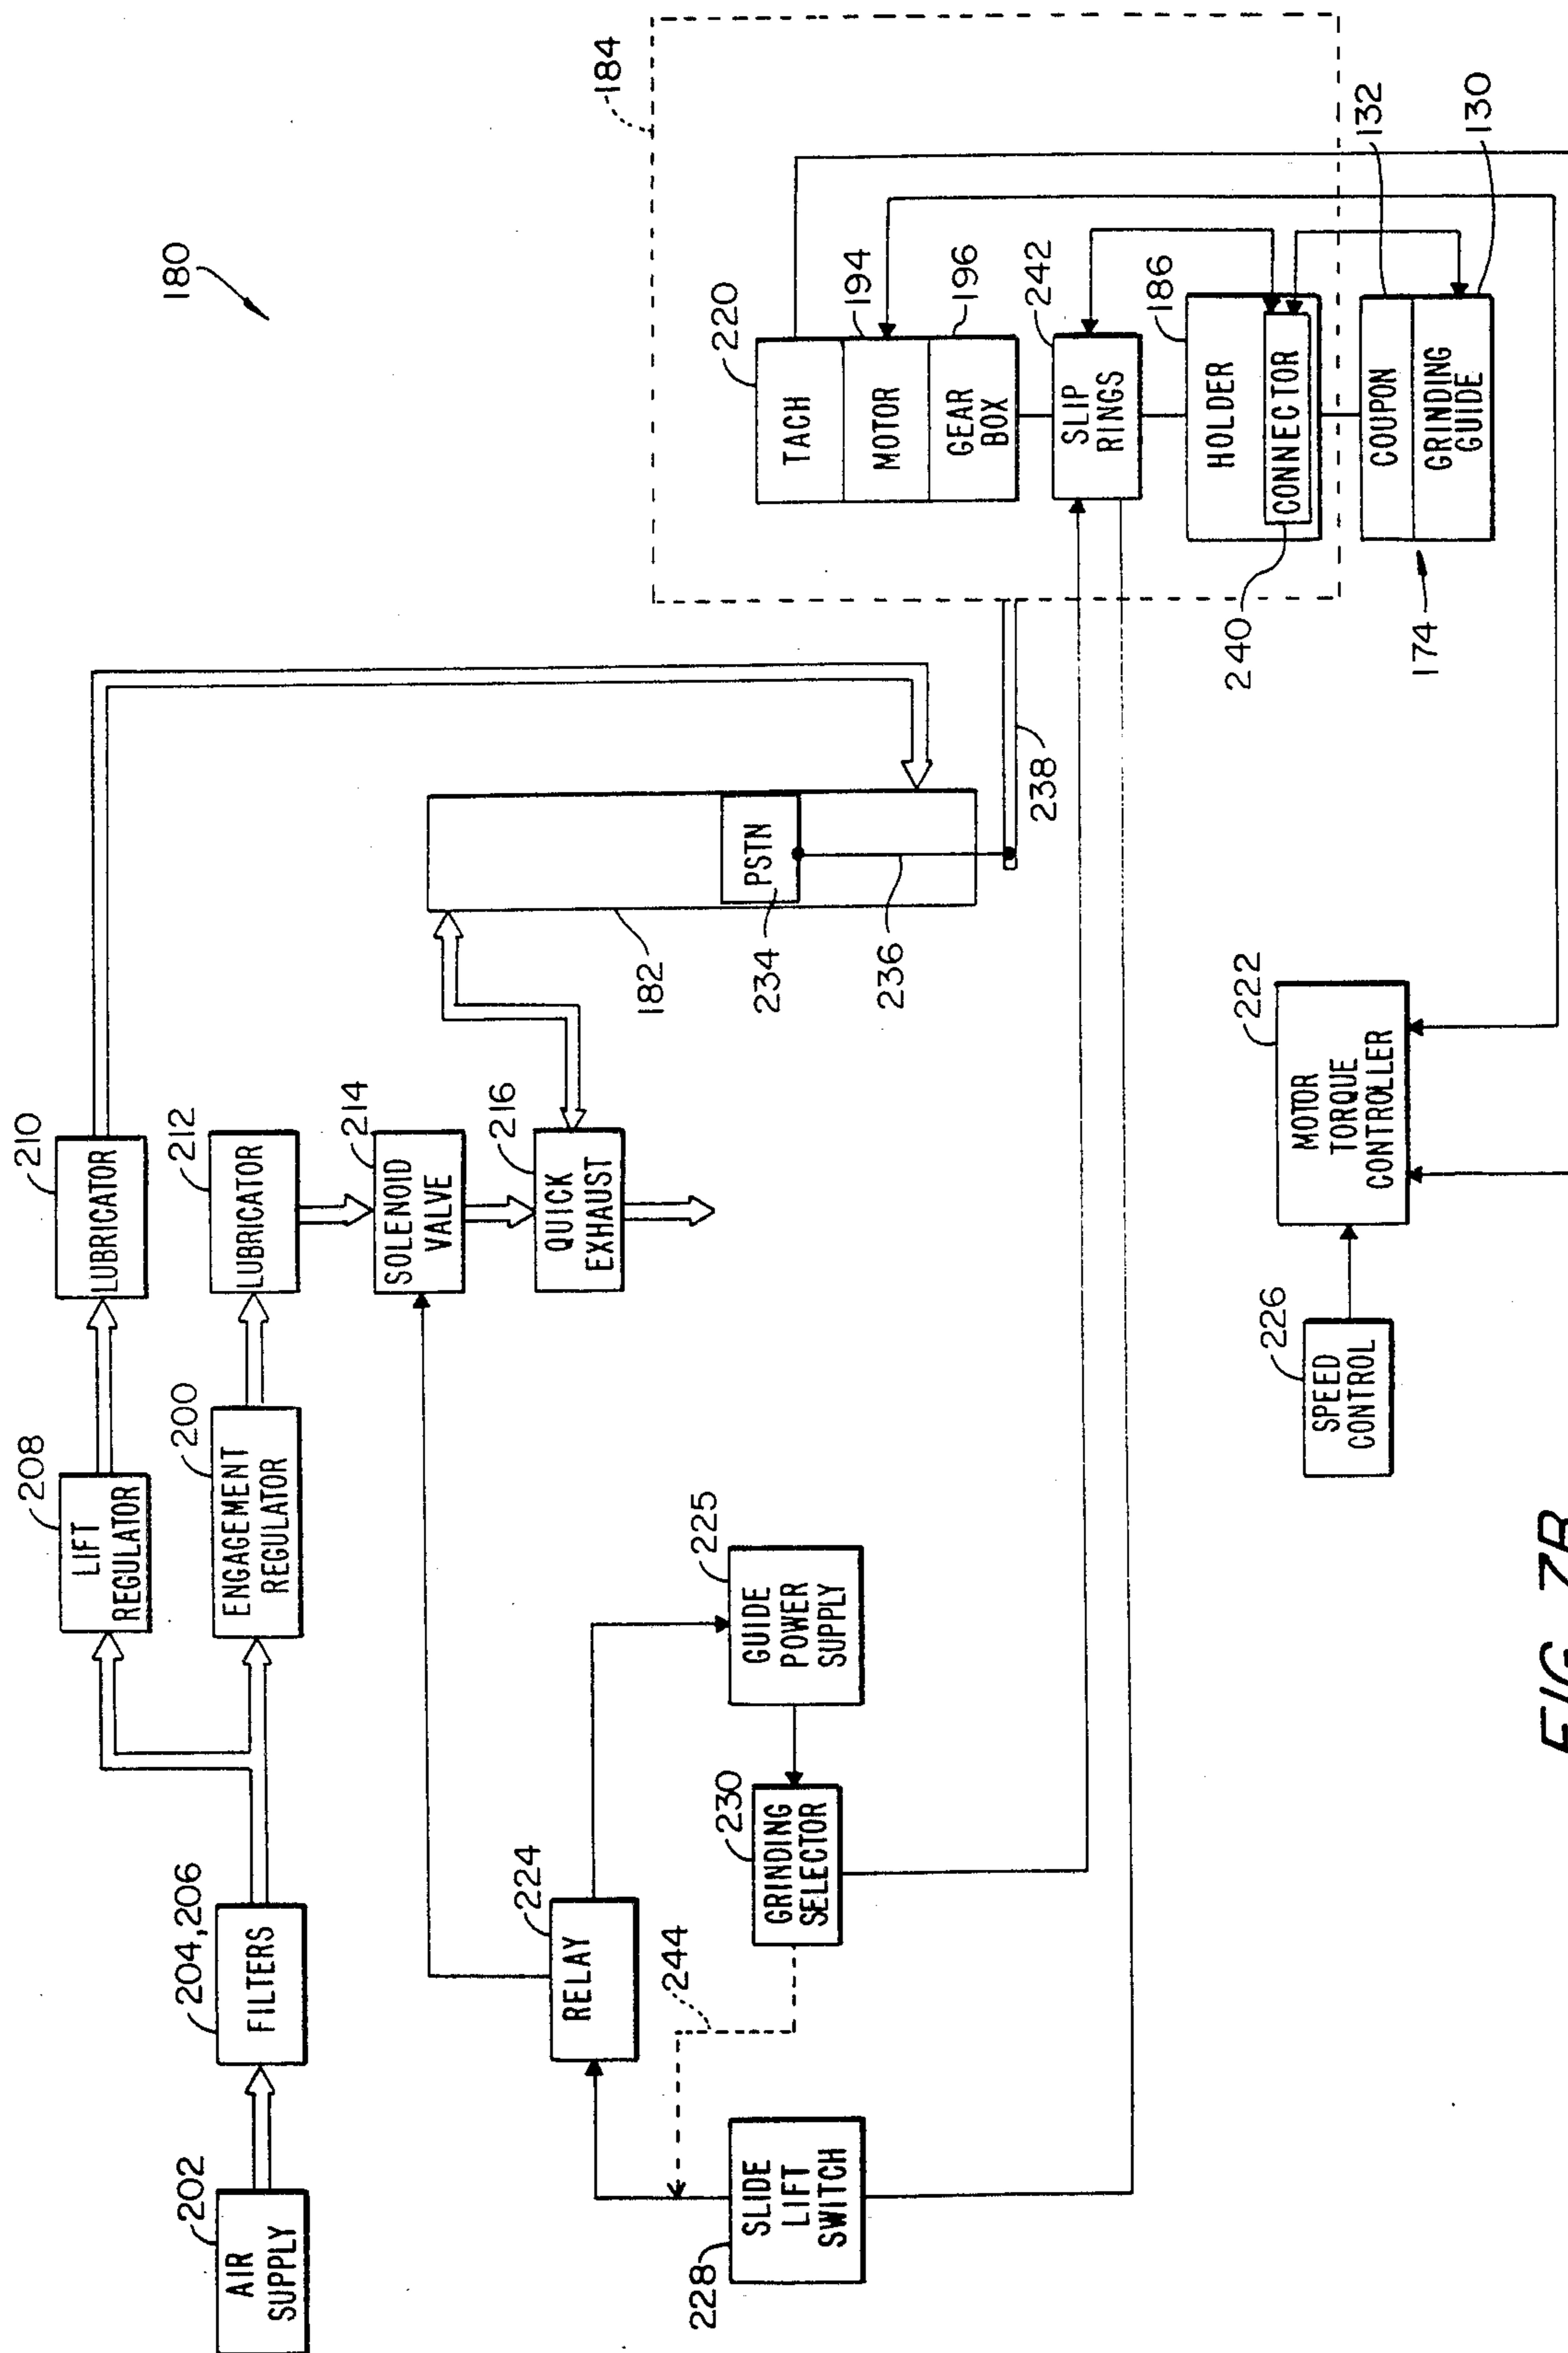 180
210
LUBRICATOR
208
LIFT
REGULATOR
212
LUBRICATOR
200
ENGAGEMENT
REGULATOR
204,206
FILTERS
202
AIR
SUPPLY
214
SOLENOID
VALVE
216
QUICK
EXHAUST
182
PSTN
234
236
238
184
220
TACH
194
MOTOR
196
GEAR
BOX
242
SLIP
RINGS
186
HOLDER
CONNECTOR
240
132
COUPON
130
GRINDING
GUIDE
174
224
RELAY
225
GUIDE
POWER
SUPPLY
230
GRINDING
SELECTOR
244
228
SLIDE
LIFT
SWITCH
222
MOTOR
TORQUE
CONTROLLER
226
SPEED
CONTROL
FIG. 7B